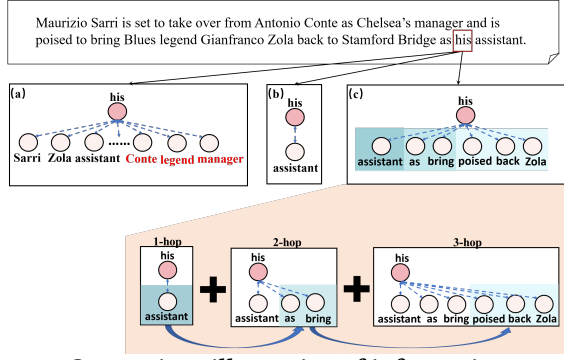 Maurizio Sarri is set to take over from Antonio Conte as Chelsea's manager and is
poised to bring Blues legend Gianfranco Zola back to Stamford Bridge as his assistant.
(a)
his
Sarri Zola assistant ...... Conte legend manager
(b)
his
assistant
(c)
his
assistant as bring poised back Zola
1-hop
his
assistant
+
2-hop
his
assistant as bring
+
3-hop
his
assistant as bring poised back Zola